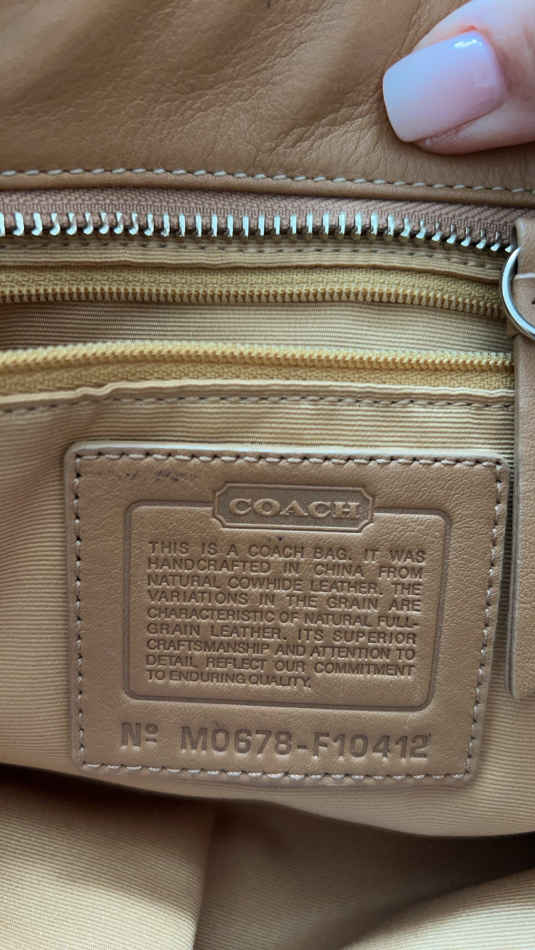 COACH
THIS IS A COACH BAG. IT WAS
HANDCRAFTED IN CHINA FROM
NATURAL COWHIDE LEATHER. THE
VARIATIONS IN THE GRAIN ARE
CHARACTERISTIC OF NATURAL FULL-
GRAIN LEATHER. ITS SUPERIOR
CRAFTSMANSHIP AND ATTENTION TO
DETAIL REFLECT OUR COMMITMENT
TO ENDURING QUALITY.
Nº M0678-F10412